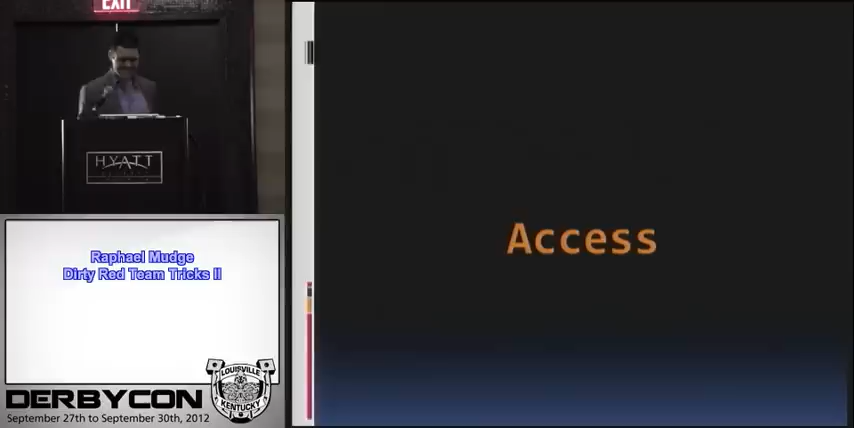 EXIT
HYATT
Raphael Mudge
Dirty Red Team Tricks II
DERBYCON
September 27th to September 30th, 2012
LOUISVILLE
KENTUCKY
Access